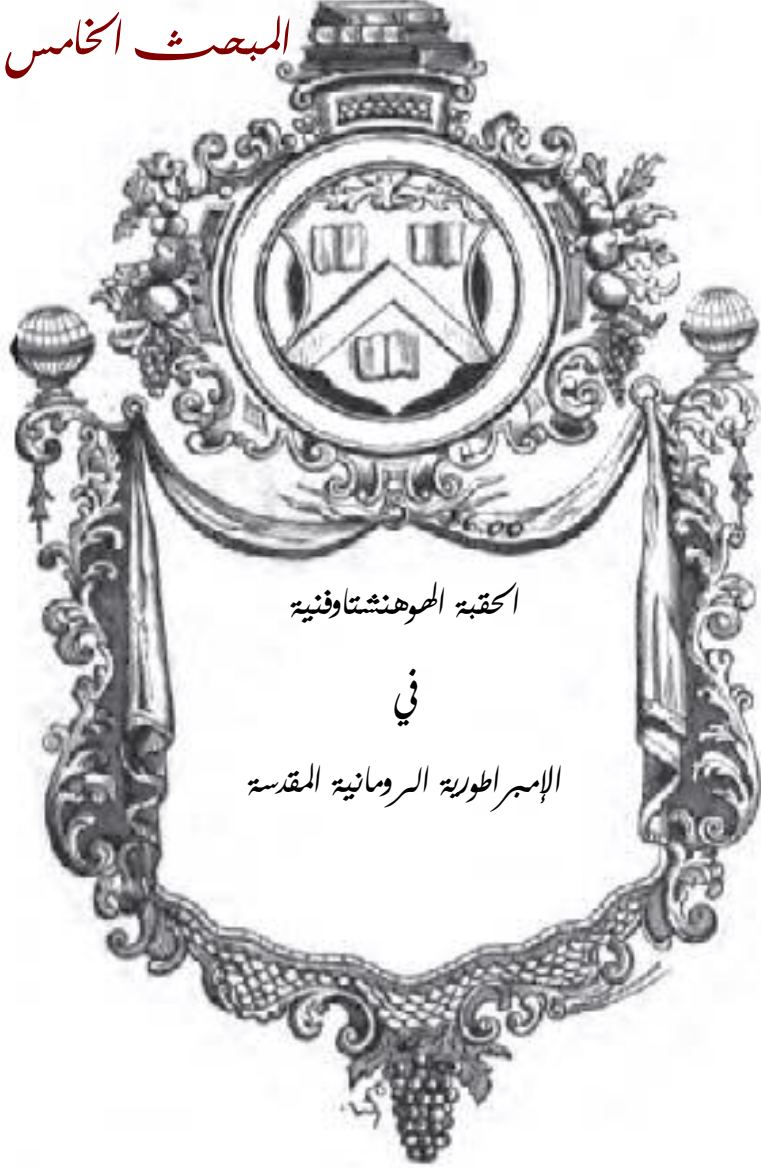 المبحث الخامس
الحقبة الهوهنشتاوفنية
في
الإمبراطورية الرومانية المقدسة